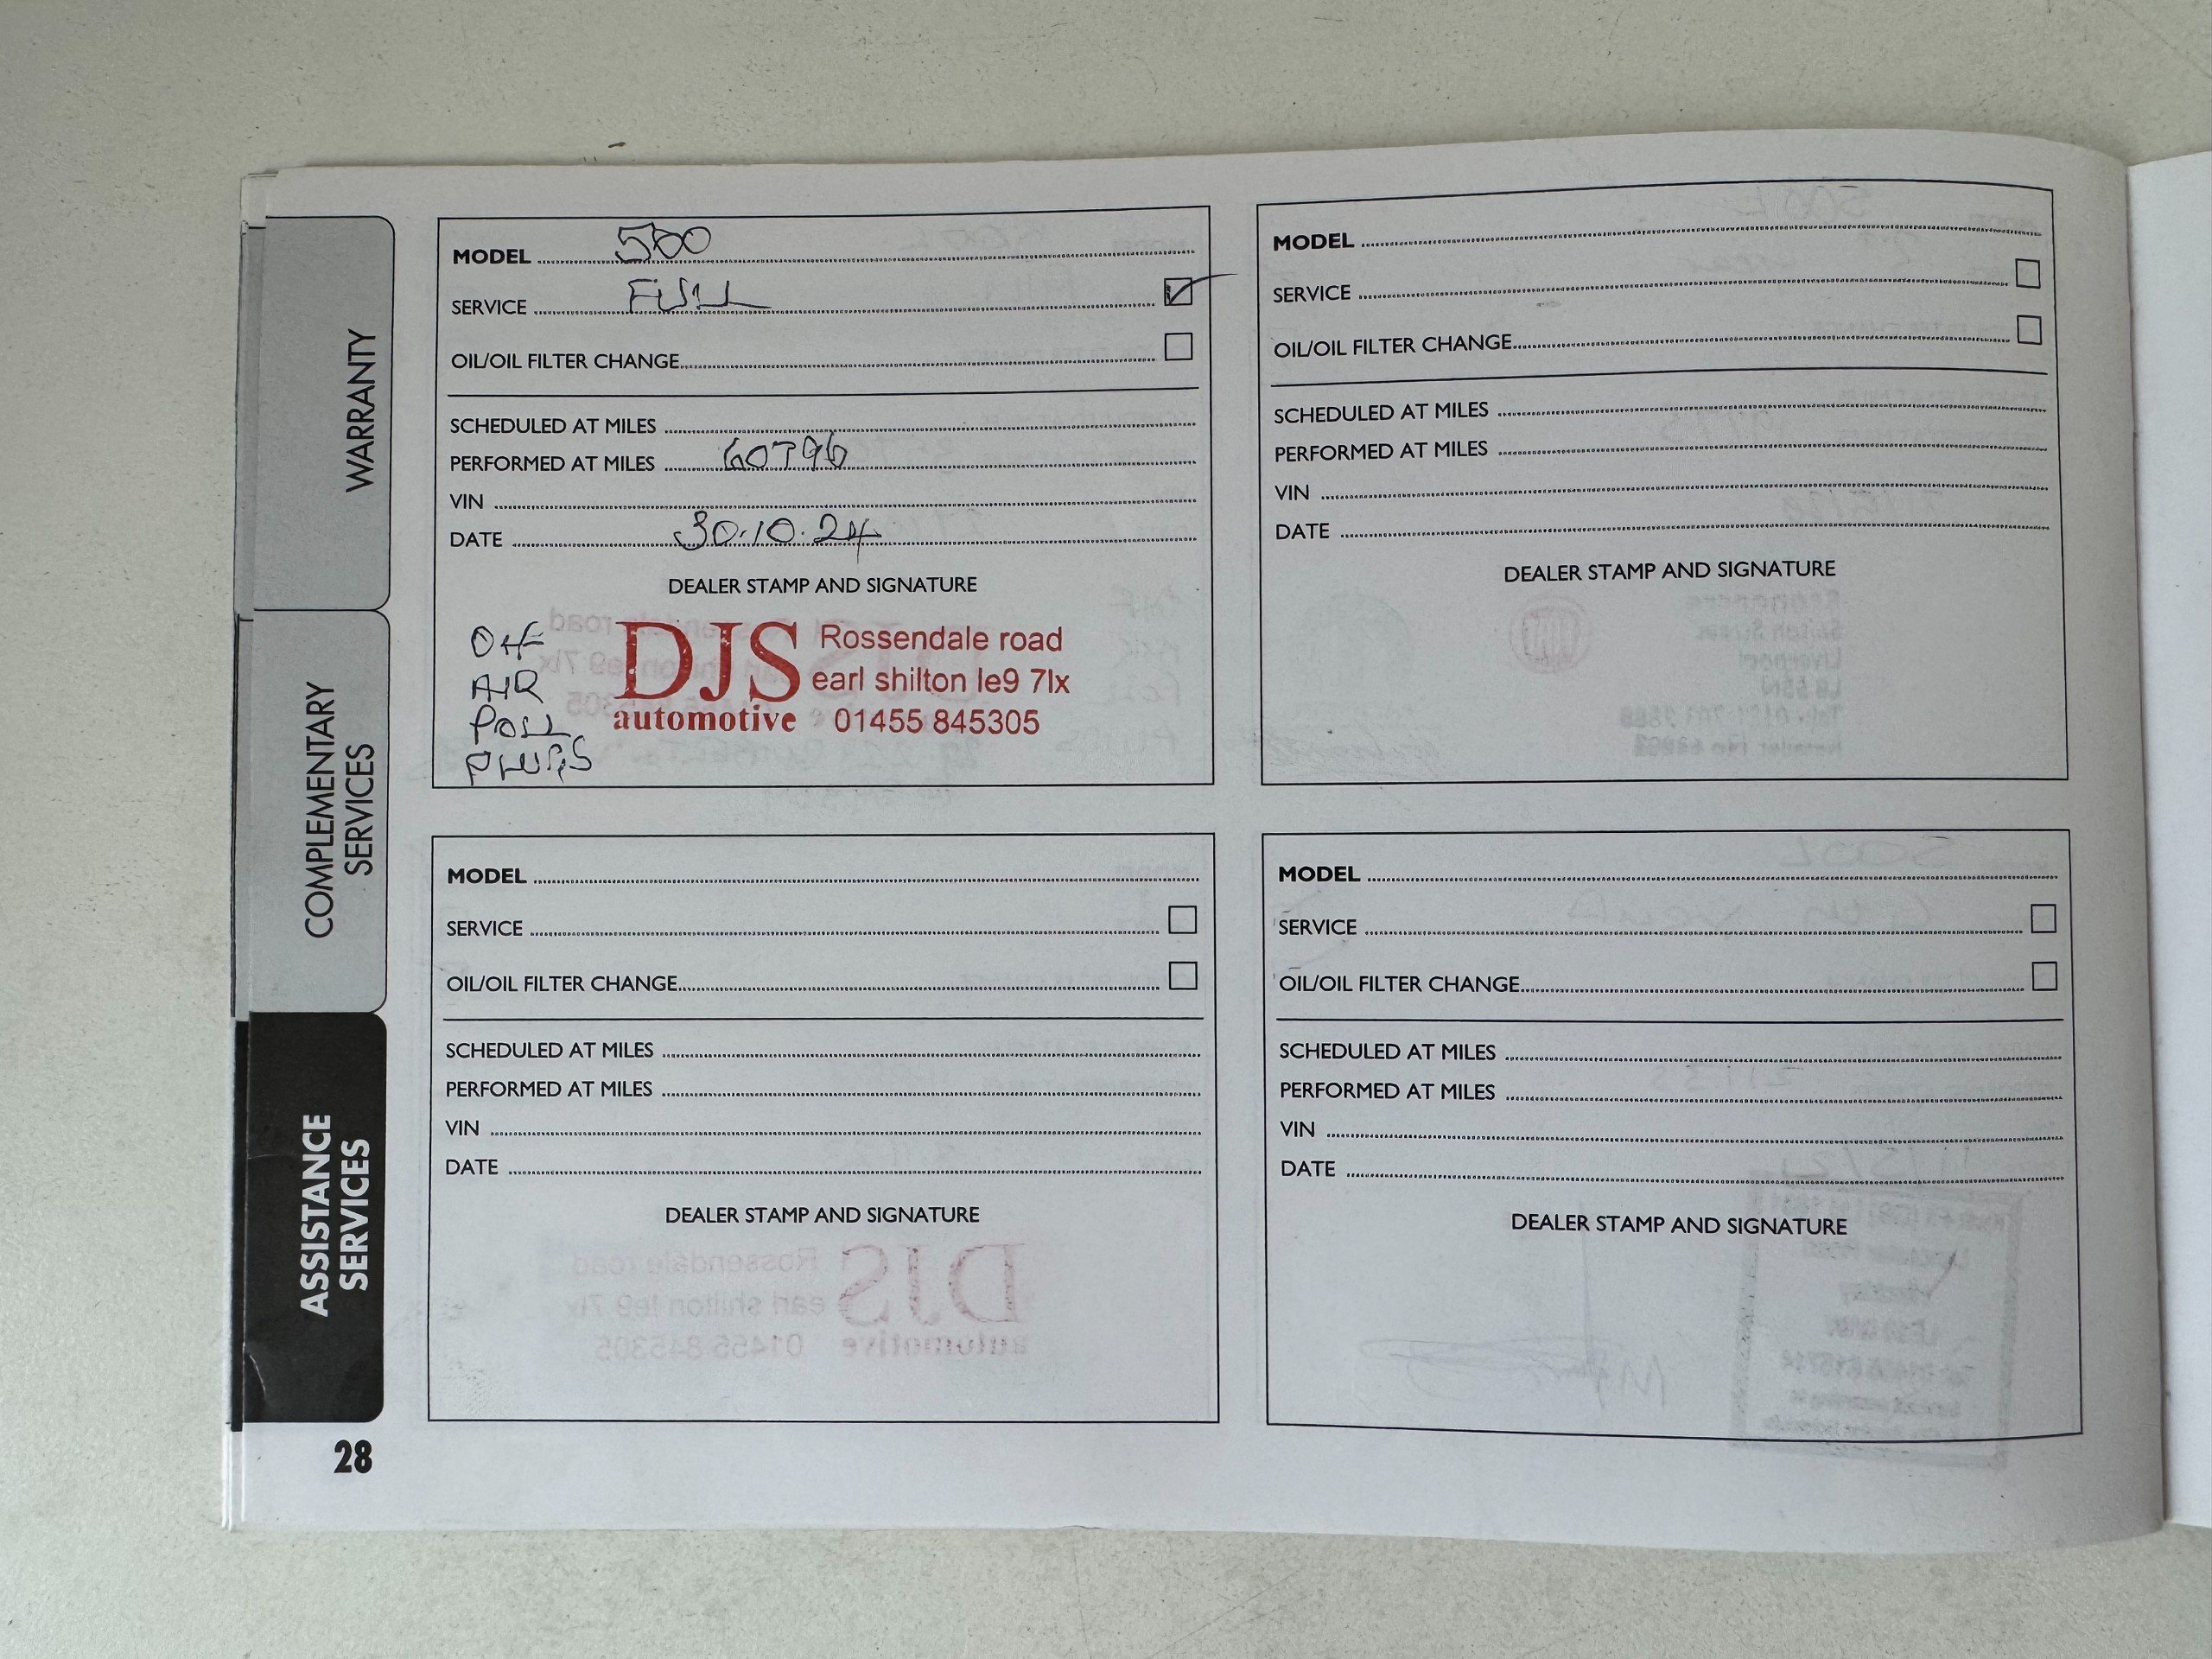 WARRANTY
COMPLEMENTARY
SERVICES
ASSISTANCE
SERVICES
28
MODEL 500
SERVICE FULL
OIL/OIL FILTER CHANGE
SCHEDULED AT MILES
PERFORMED AT MILES 60796
VIN
DATE 30.10.24
DEALER STAMP AND SIGNATURE
O+F
AIR
POLL
PLUGS
DJS
automotive
Rossendale road
earl shilton le9 7lx
01455 845305
MODEL
SERVICE
OIL/OIL FILTER CHANGE
SCHEDULED AT MILES
PERFORMED AT MILES
VIN
DATE
DEALER STAMP AND SIGNATURE
MODEL
SERVICE
OIL/OIL FILTER CHANGE
SCHEDULED AT MILES
PERFORMED AT MILES
VIN
DATE
DEALER STAMP AND SIGNATURE
MODEL
SERVICE
OIL/OIL FILTER CHANGE
SCHEDULED AT MILES
PERFORMED AT MILES
VIN
DATE
DEALER STAMP AND SIGNATURE